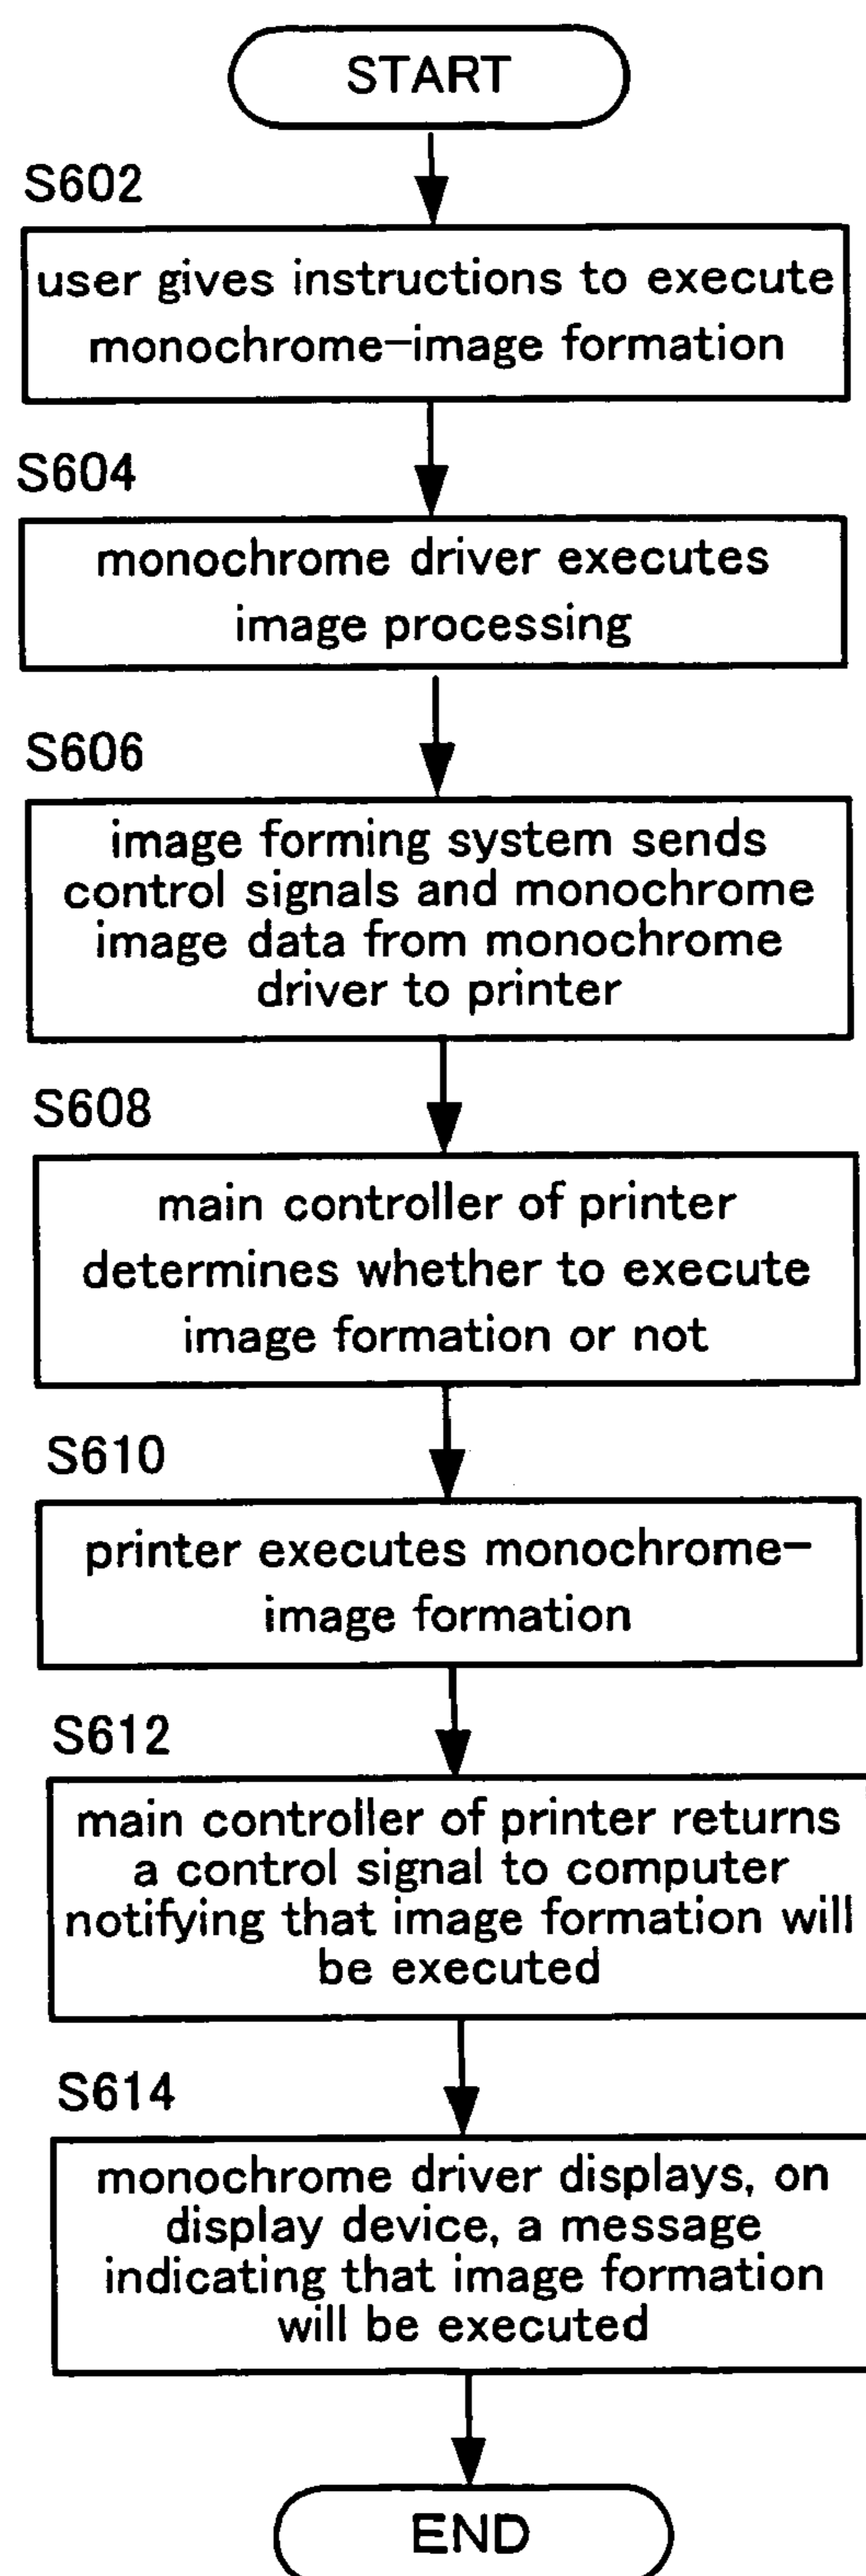 START
S602
user gives instructions to execute
monochrome-image formation
S604
monochrome driver executes
image processing
S606
image forming system sends
control signals and monochrome
image data from monochrome
driver to printer
S608
main controller of printer
determines whether to execute
image formation or not
S610
printer executes monochrome-
image formation
S612
main controller of printer returns
a control signal to computer
notifying that image formation will
be executed
S614
monochrome driver displays, on
display device, a message
indicating that image formation
will be executed
END